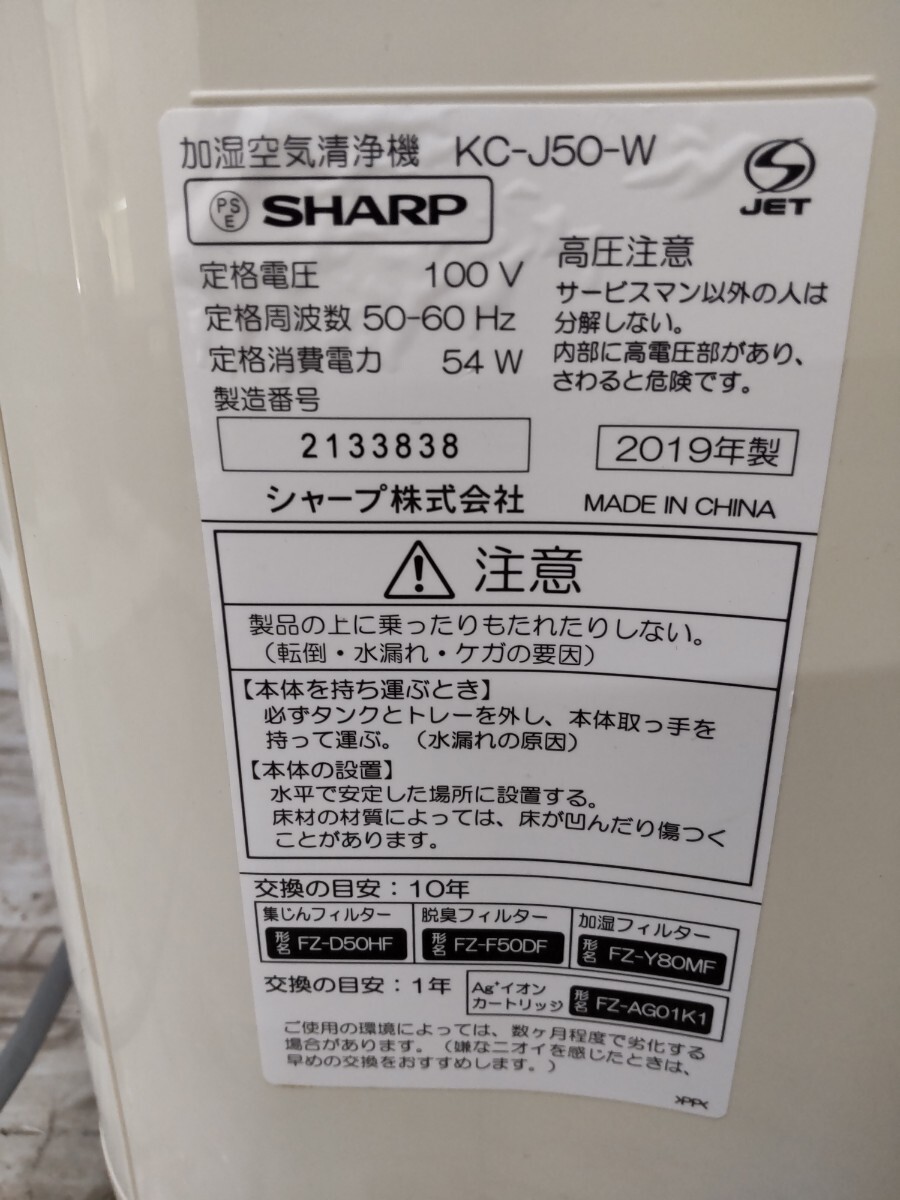 加湿空気清浄機 KC-J50-W
PSE SHARP
JET
定格電圧 100 V
定格周波数 50-60 Hz
定格消費電力 54 W
製造番号
2133838
高圧注意
サービスマン以外の人は
分解しない。
内部に高電圧部があり、
さわると危険です。
2019年製
シャープ株式会社 MADE IN CHINA
注意
製品の上に乗ったりもたれたりしない。
（転倒・水漏れ・ケガの要因）
【本体を持ち運ぶとき】
必ずタンクとトレーを外し、本体取っ手を
持って運ぶ。（水漏れの原因）
【本体の設置】
水平で安定した場所に設置する。
床材の材質によっては、床が凹んだり傷つく
ことがあります。
交換の目安：10年
集じんフィルター
形名 FZ-D50HF
脱臭フィルター
形名 FZ-F50DF
加湿フィルター
形名 FZ-Y80MF
交換の目安：1年
Ag⁺イオン
カートリッジ 形名 FZ-AG01K1
ご使用の環境によっては、数ヶ月程度で劣化する
場合があります。（嫌なニオイを感じたときは、
早めの交換をおすすめします。）
>PP<